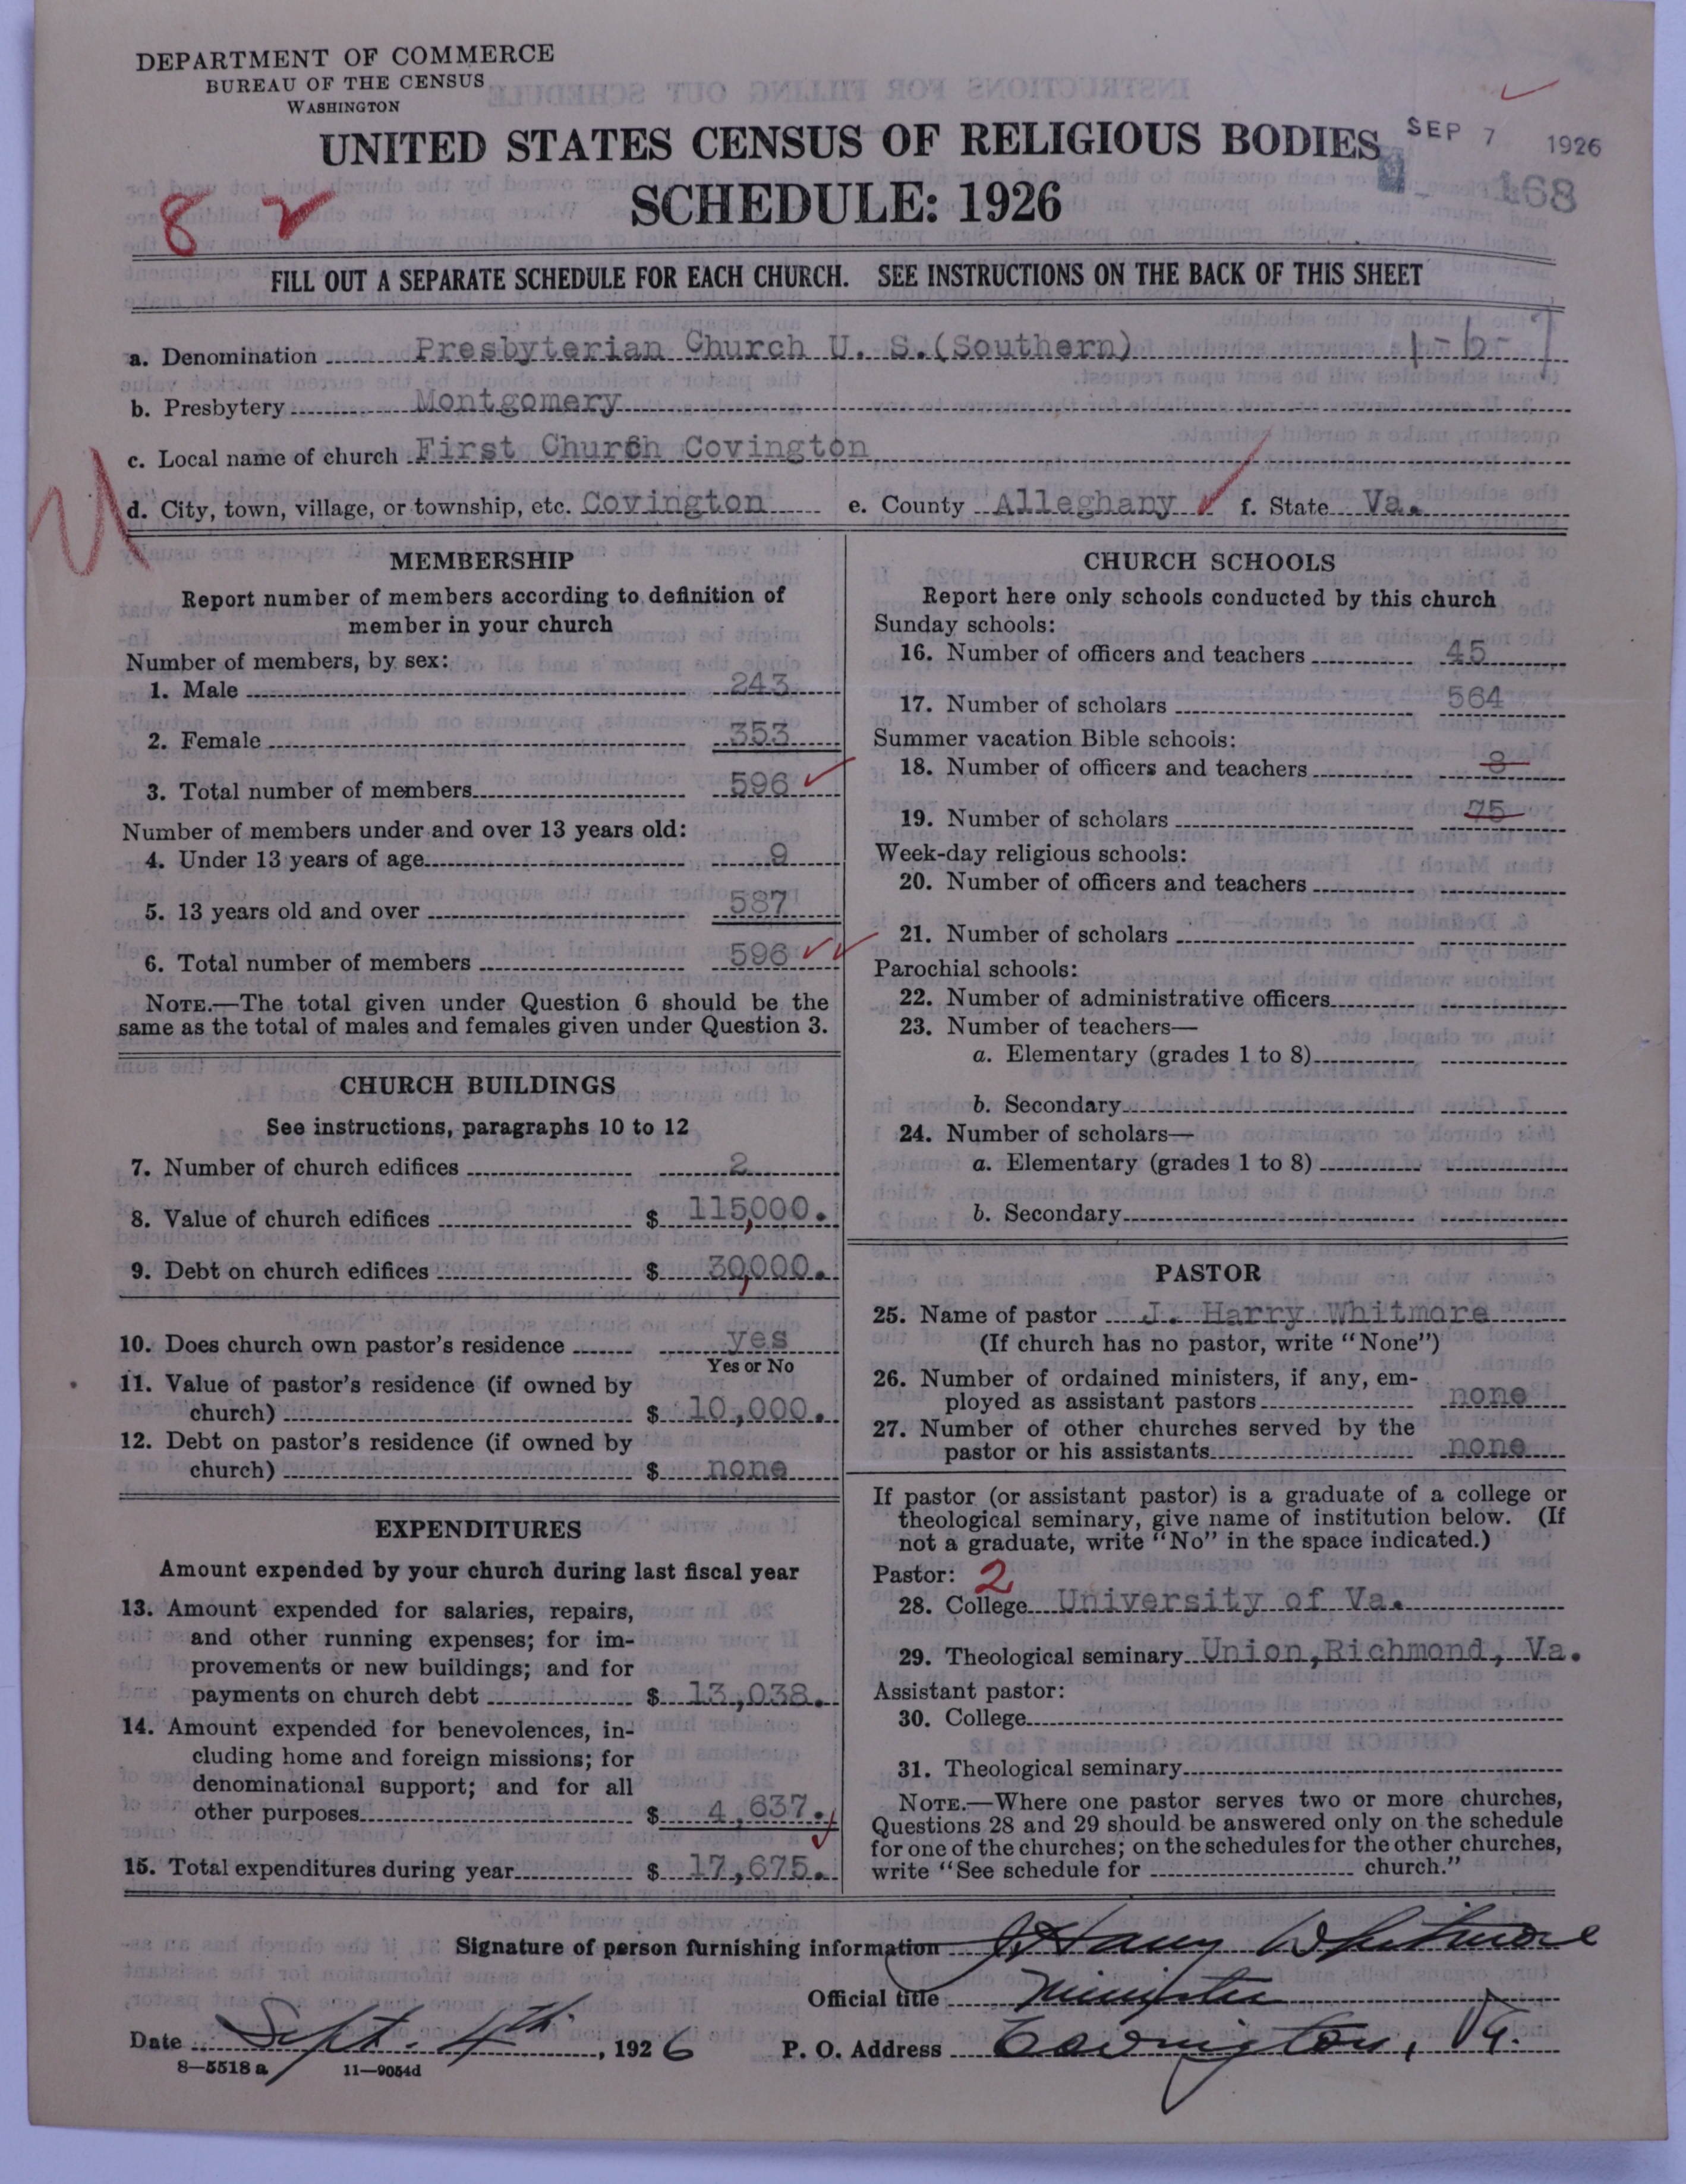 DEPARTMENT OF COMMERCE
BUREAU OF THE CENSUS
WASHINGTON
UNITED STATES CENSUS OF RELIGIOUS BODIES
SEP 7 1926
SCHEDULE: 1926
168
8 2
FILL OUT A SEPARATE SCHEDULE FOR EACH CHURCH. SEE INSTRUCTIONS ON THE BACK OF THIS SHEET
a. Denomination Presbyterian Church U. S.(Southern) 1-6-7
b. Presbytery Montgomery
c. Local name of church First Church Covington
d. City, town, village, or township, etc. Covington e. County Alleghany f. State Va.
MEMBERSHIP
Report number of members according to definition of
member in your church
Number of members, by sex:
1. Male 243
2. Female 353
3. Total number of members 596
Number of members under and over 13 years old:
4. Under 13 years of age 9
5. 13 years old and over 587
6. Total number of members 596
NOTE.—The total given under Question 6 should be the
same as the total of males and females given under Question 3.
CHURCH BUILDINGS
See instructions, paragraphs 10 to 12
7. Number of church edifices 2
8. Value of church edifices $ 115,000.
9. Debt on church edifices $ 30,000.
10. Does church own pastor's residence yes
Yes or No
11. Value of pastor's residence (if owned by
church) $ 10,000.
12. Debt on pastor's residence (if owned by
church) $ none
EXPENDITURES
Amount expended by your church during last fiscal year
13. Amount expended for salaries, repairs,
and other running expenses; for im-
provements or new buildings; and for
payments on church debt $ 13,038.
14. Amount expended for benevolences, in-
cluding home and foreign missions; for
denominational support; and for all
other purposes $ 4,637.
15. Total expenditures during year $ 17,675.
CHURCH SCHOOLS
Report here only schools conducted by this church
Sunday schools:
16. Number of officers and teachers 45
17. Number of scholars 564
Summer vacation Bible schools:
18. Number of officers and teachers 8
19. Number of scholars 75
Week-day religious schools:
20. Number of officers and teachers
21. Number of scholars
Parochial schools:
22. Number of administrative officers
23. Number of teachers—
a. Elementary (grades 1 to 8)
b. Secondary
24. Number of scholars—
a. Elementary (grades 1 to 8)
b. Secondary
PASTOR
25. Name of pastor J. Harry Whitmore
(If church has no pastor, write "None")
26. Number of ordained ministers, if any, em-
ployed as assistant pastors none
27. Number of other churches served by the
pastor or his assistants none
If pastor (or assistant pastor) is a graduate of a college or
theological seminary, give name of institution below. (If
not a graduate, write "No" in the space indicated.)
Pastor: 2
28. College University of Va.
29. Theological seminary Union, Richmond, Va.
Assistant pastor:
30. College
31. Theological seminary
NOTE.—Where one pastor serves two or more churches,
Questions 28 and 29 should be answered only on the schedule
for one of the churches; on the schedules for the other churches,
write "See schedule for church."
Signature of person furnishing information J Harry Whitmore
Official title Minister
Date Sept. 4th, 1926 P. O. Address Covington, Va.
8—5518 a 11—9054d